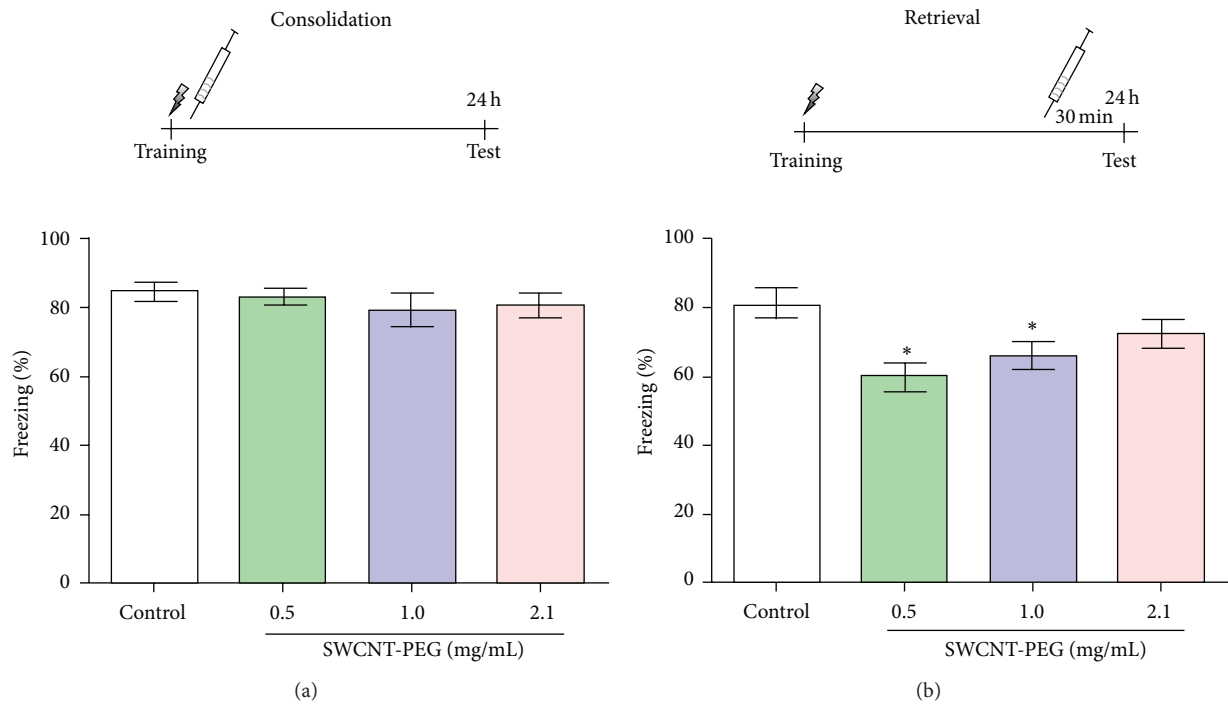 Consolidation
24 h
Training
Test
Freezing (%)
100
80
60
40
20
0
Control
0.5
1.0
2.1
SWCNT-PEG (mg/mL)
(a)
Retrieval
24 h
30 min
Training
Test
Freezing (%)
100
80
60
40
20
0
*
*
Control
0.5
1.0
2.1
SWCNT-PEG (mg/mL)
(b)